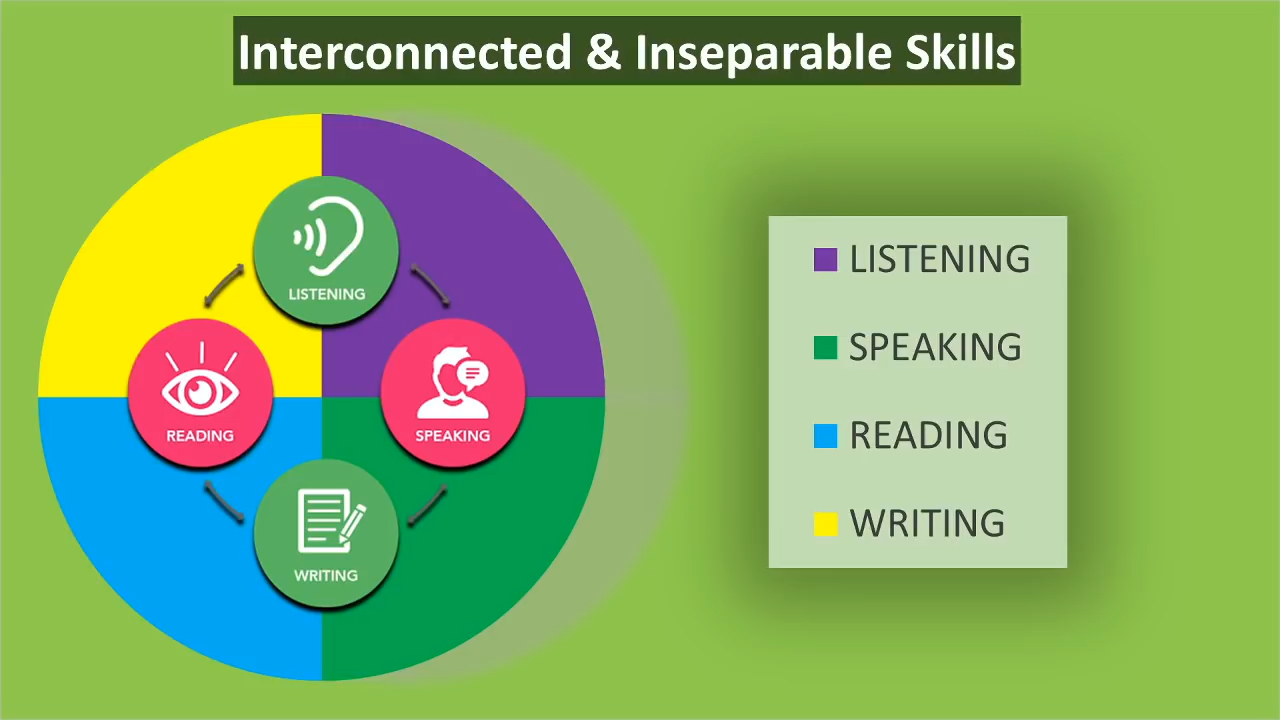 Interconnected & Inseparable Skills
LISTENING
READING
SPEAKING
WRITING
LISTENING
SPEAKING
READING
WRITING